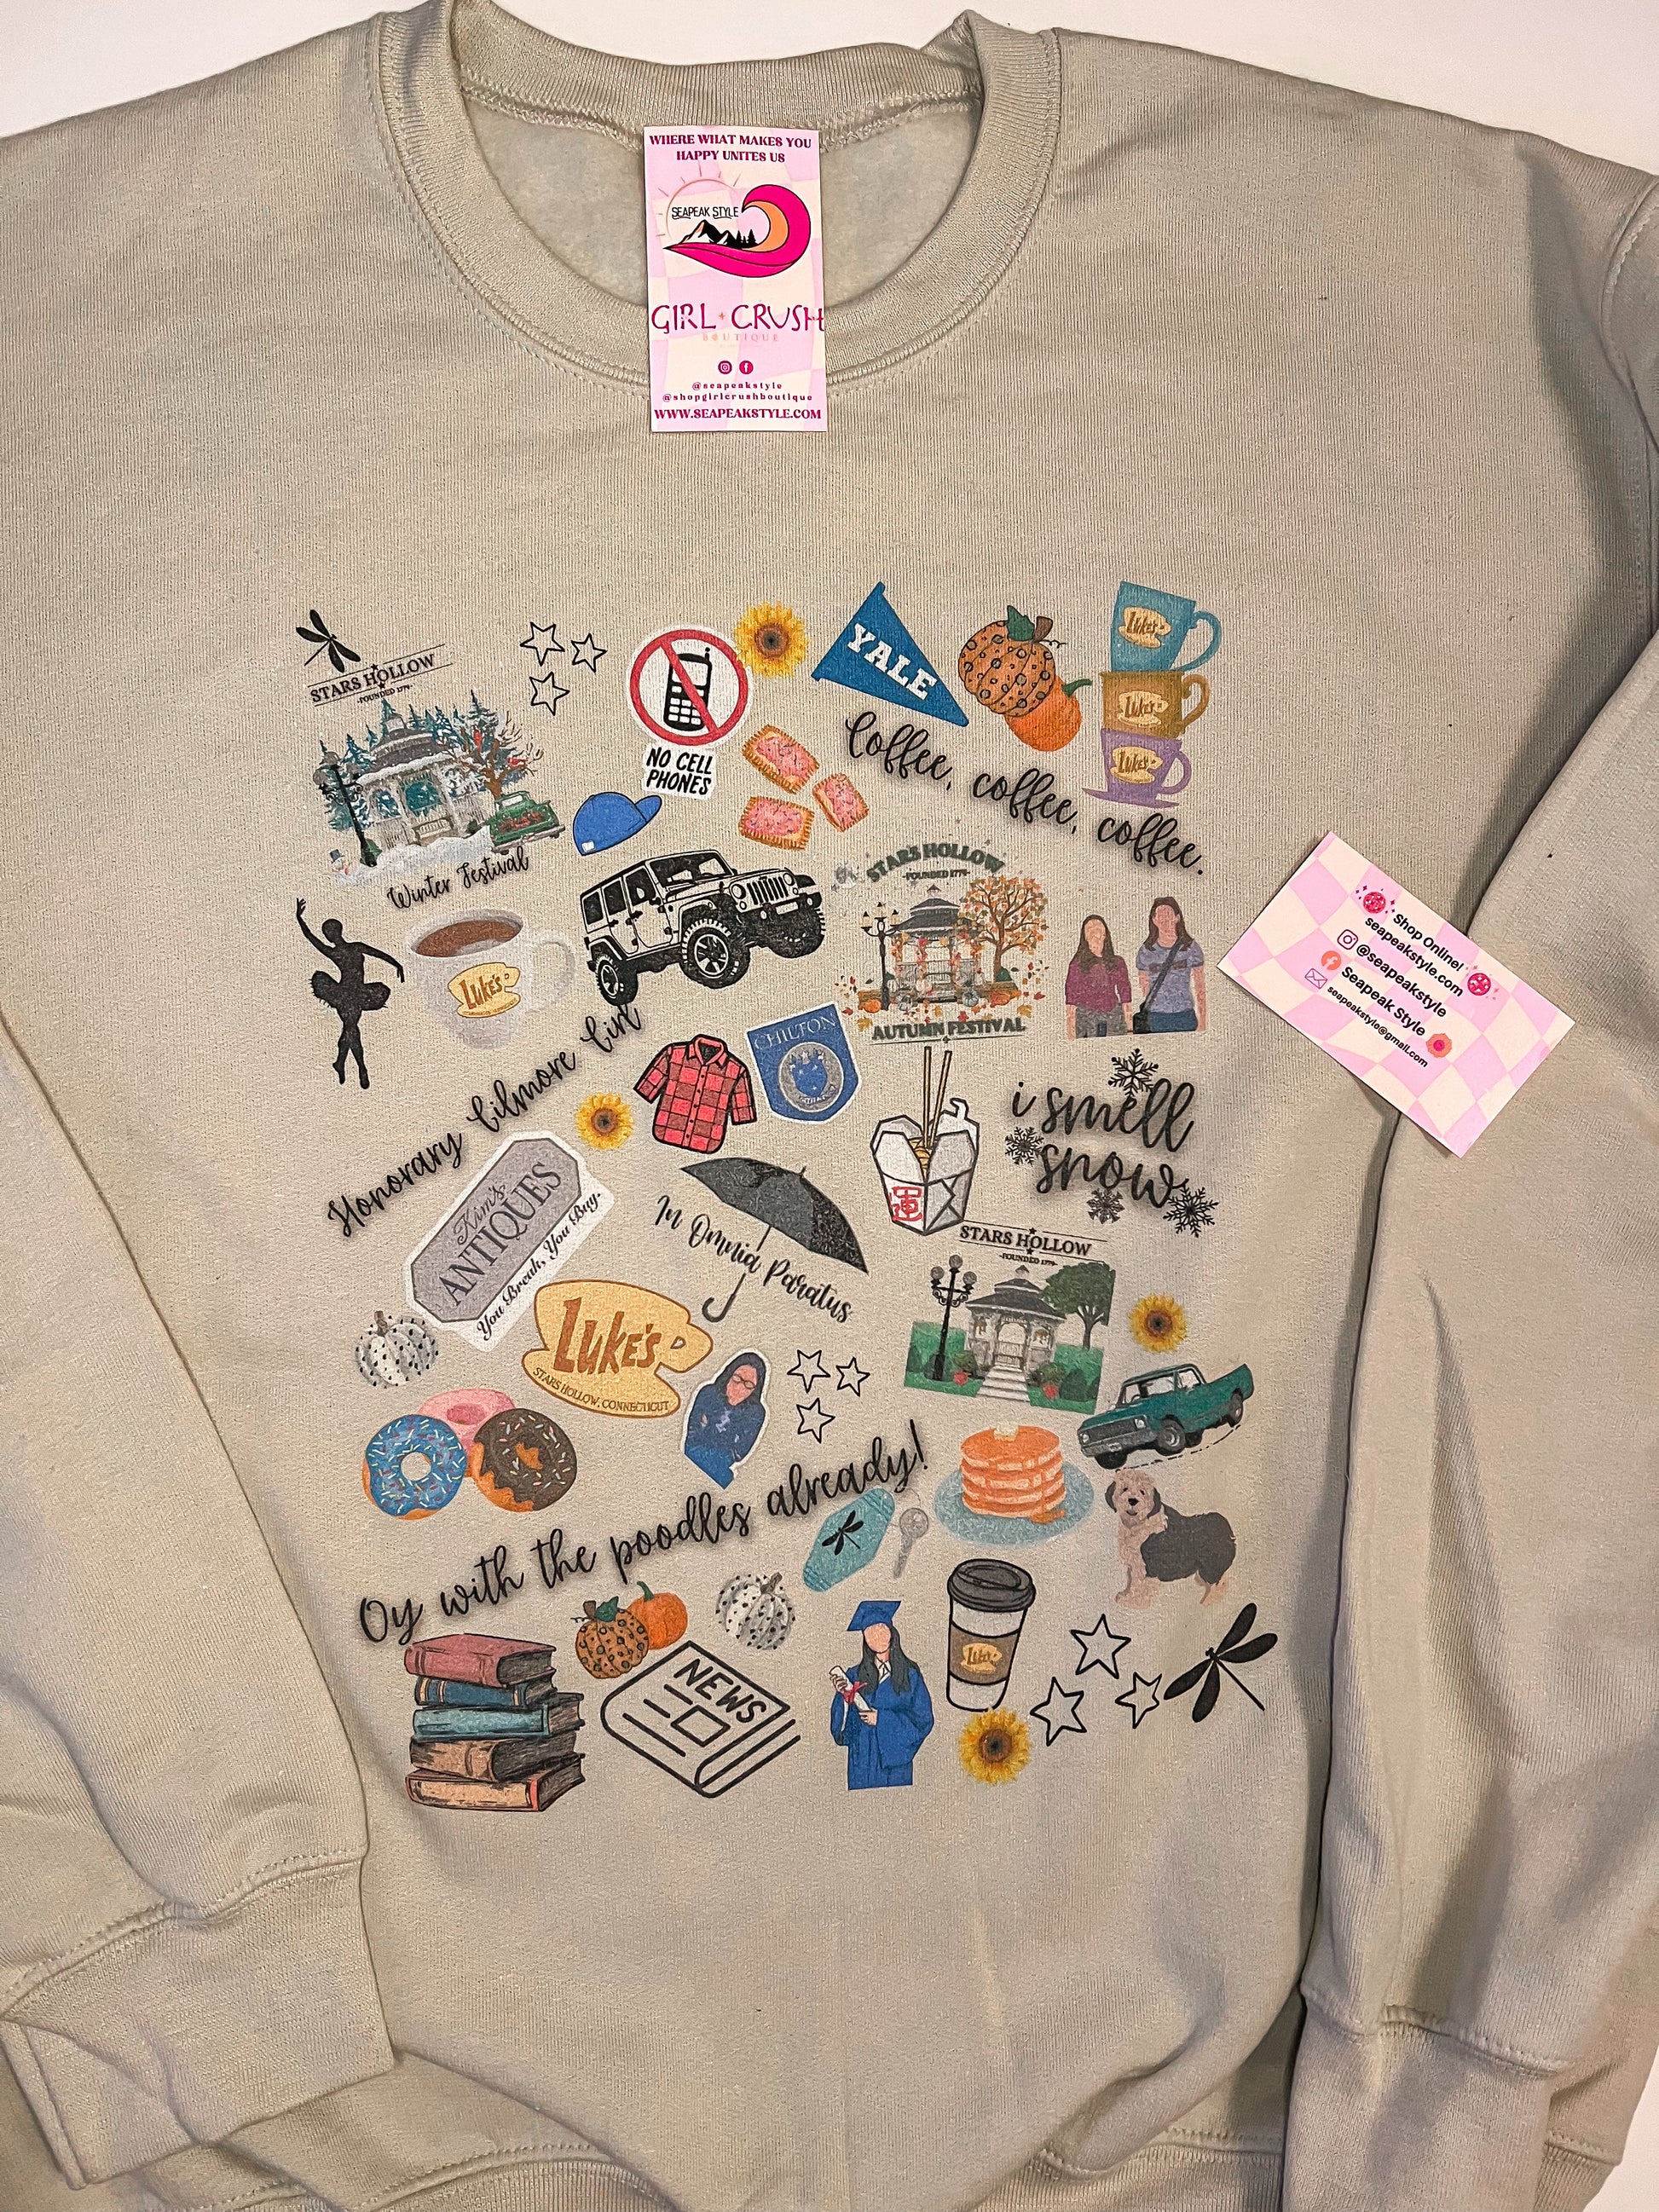 WHERE WHAT MAKES YOU
HAPPY UNITES US
SEAPEAK STYLE
GIRL CRUSH
BOUTIQUE
@seapeakstyle
@shopgirlcrushboutique
WWW.SEAPEAKSTYLE.COM
STARS HOLLOW
-FOUNDED 1779-
Winter Festival
NO CELL
PHONES
YALE
Luke's
Luke's
Luke's
Coffee, coffee, coffee.
Luke's
STARS HOLLOW
-FOUNDED 1779-
AUTUMN FESTIVAL
Shop Online!
seapeakstyle.com
@seapeakstyle
Seapeak Style
seapeakstyle@gmail.com
Honorary Gilmore Girl
CHILTON
i smell
snow
Kim's
ANTIQUES
You Break, You Buy.
In Omnia Paratus
運
STARS HOLLOW
-FOUNDED 1779-
LUKE'S
STARS HOLLOW, CONNECTICUT
Oy with the poodles already!
NEWS
Luke's